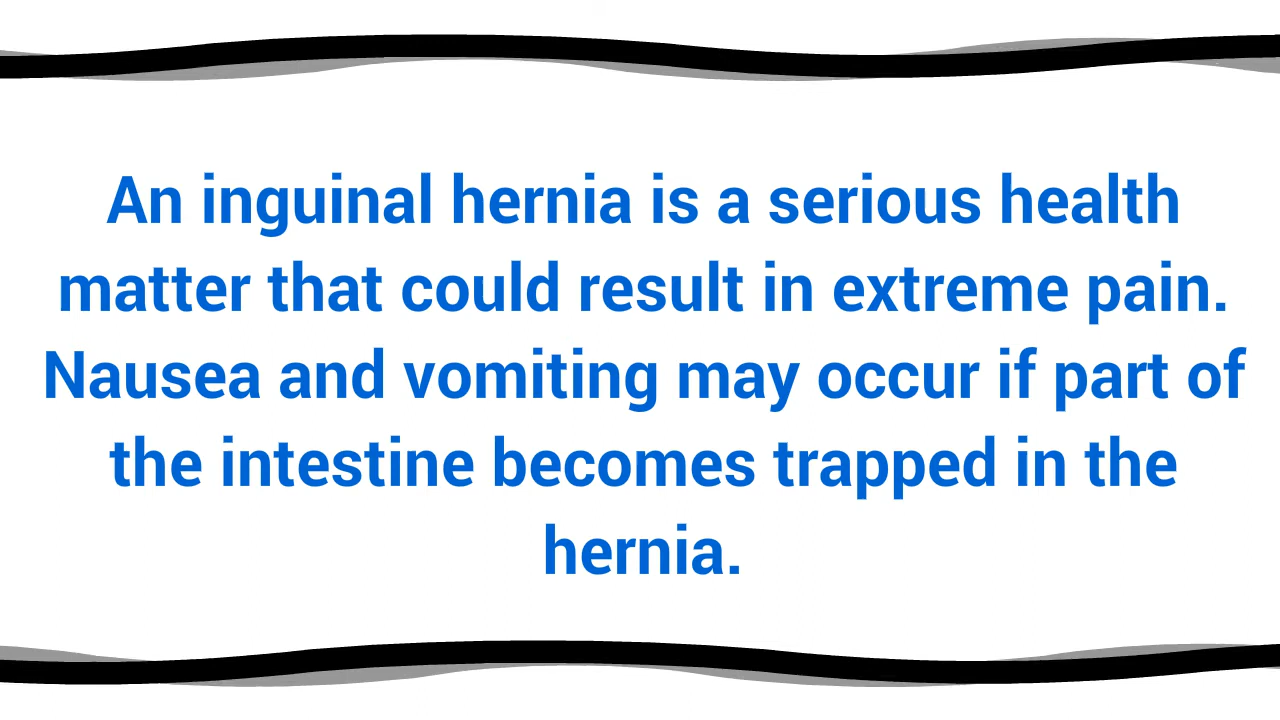 An inguinal hernia is a serious health
matter that could result in extreme pain.
Nausea and vomiting may occur if part of
the intestine becomes trapped in the
hernia.